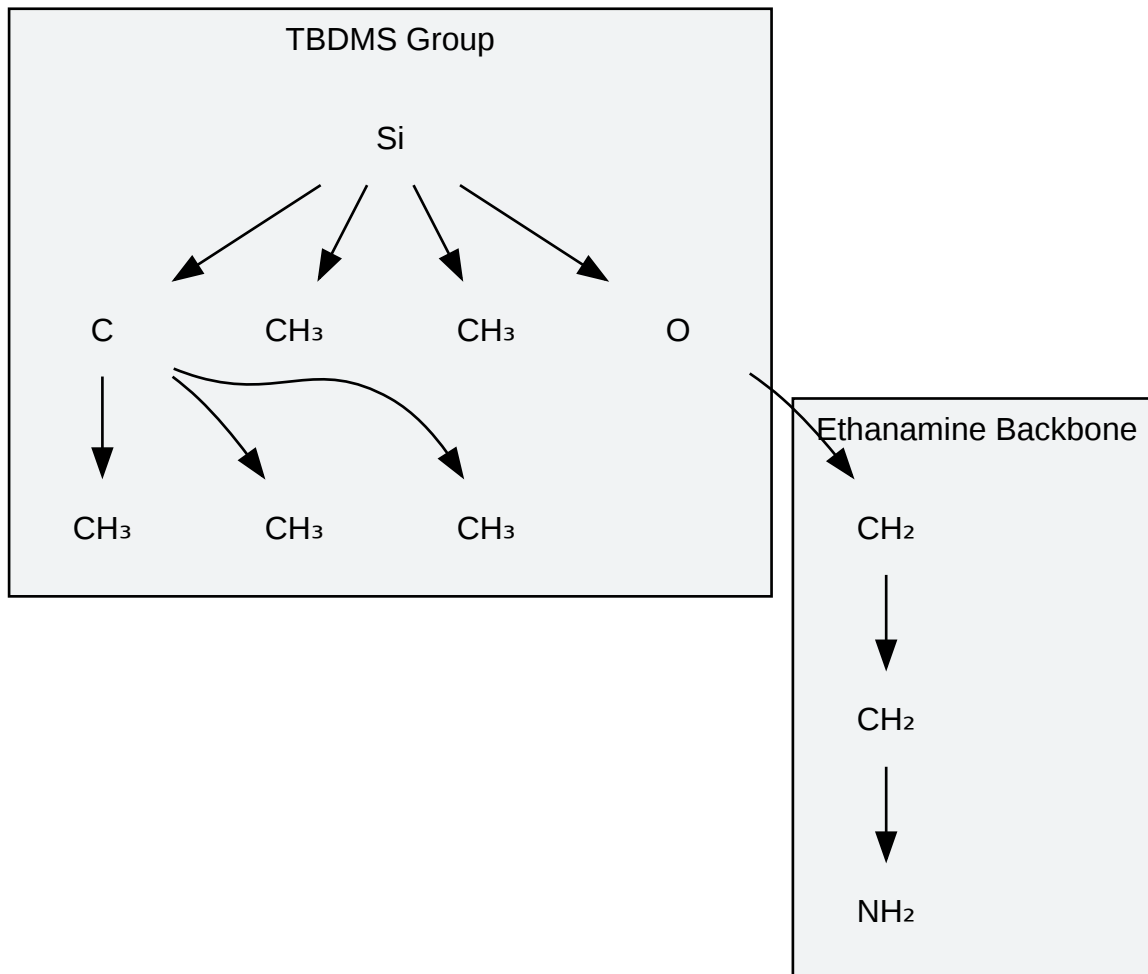 TBDMS Group
Si
C CH₃ CH₃ O
Ethanamine Backbone
CH₃ CH₃ CH₃ CH₂
CH₂
NH₂